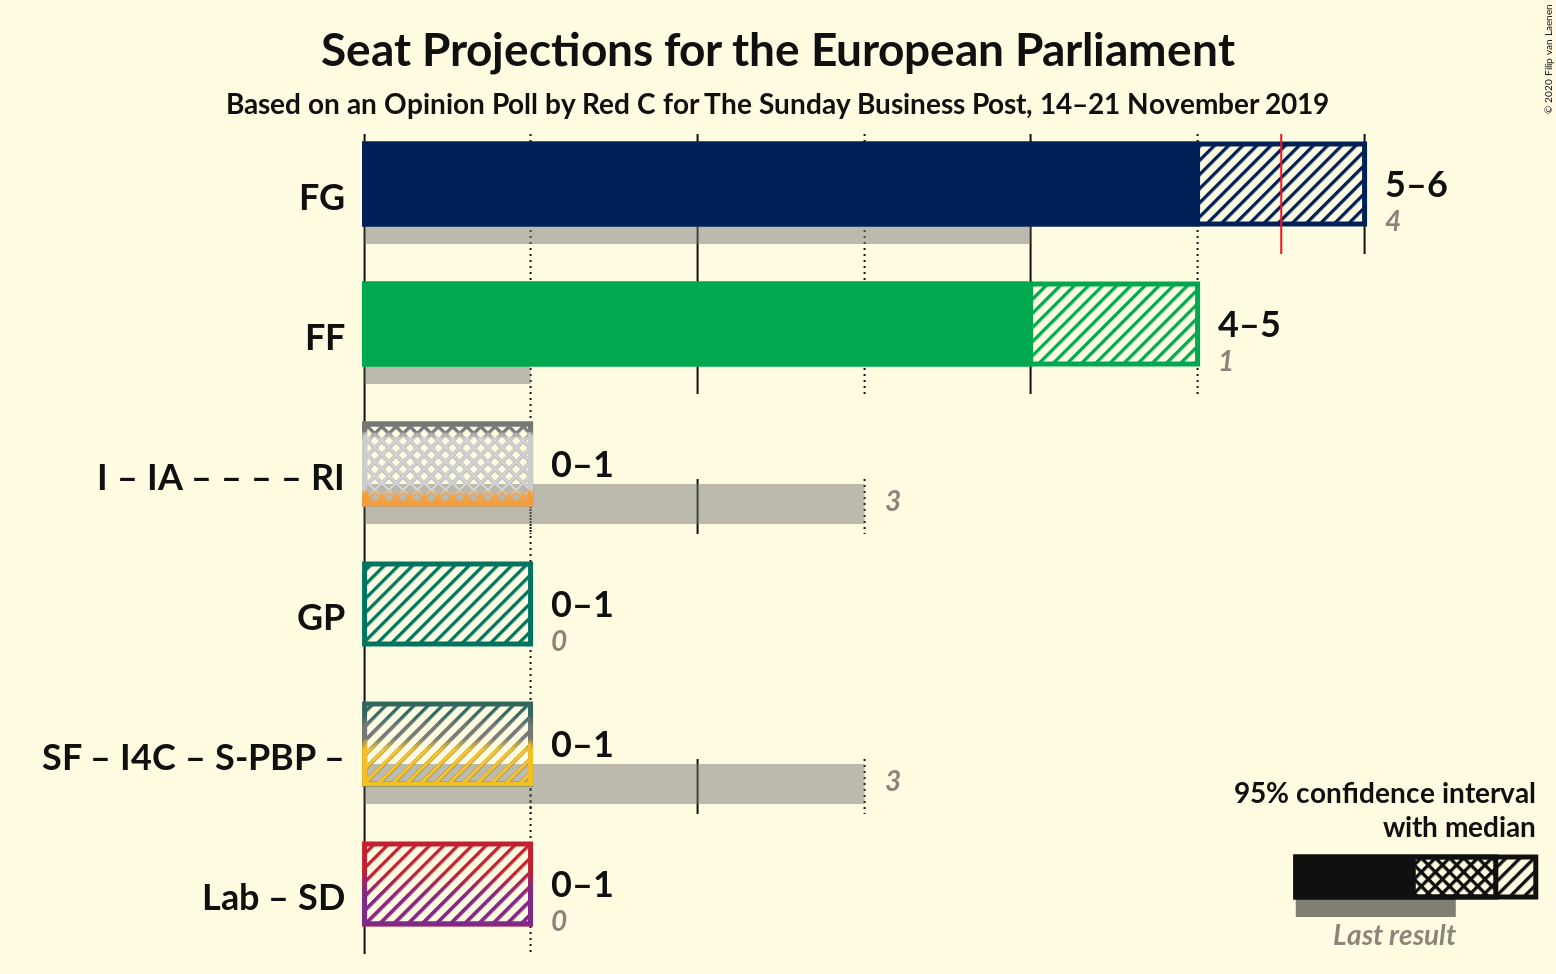 Seat Projections for the European Parliament
Based on an Opinion Poll by Red C for The Sunday Business Post, 14–21 November 2019
© 2020 Filip van Laenen
FG
5–6
4
FF
4–5
1
I – IA – – – – RI
0–1
3
GP
0–1
0
SF – I4C – S-PBP –
0–1
3
Lab – SD
0–1
0
95% confidence interval
with median
Last result